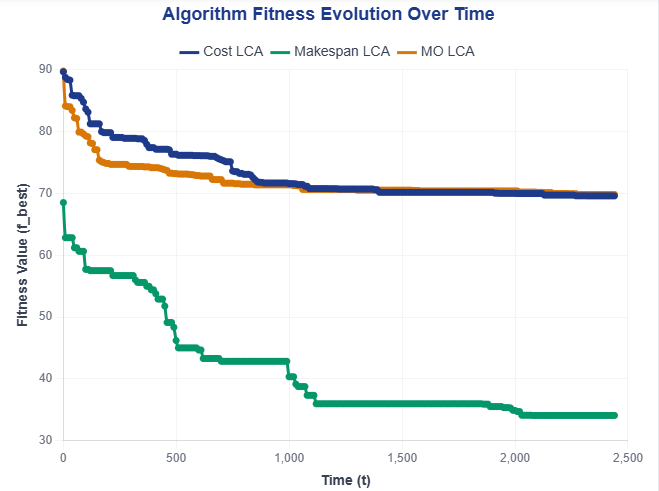 Algorithm Fitness Evolution Over Time
Cost LCA Makespan LCA MO LCA
Fitness Value (f_best)
90
80
70
60
50
40
30
0 500 1,000 1,500 2,000 2,500
Time (t)